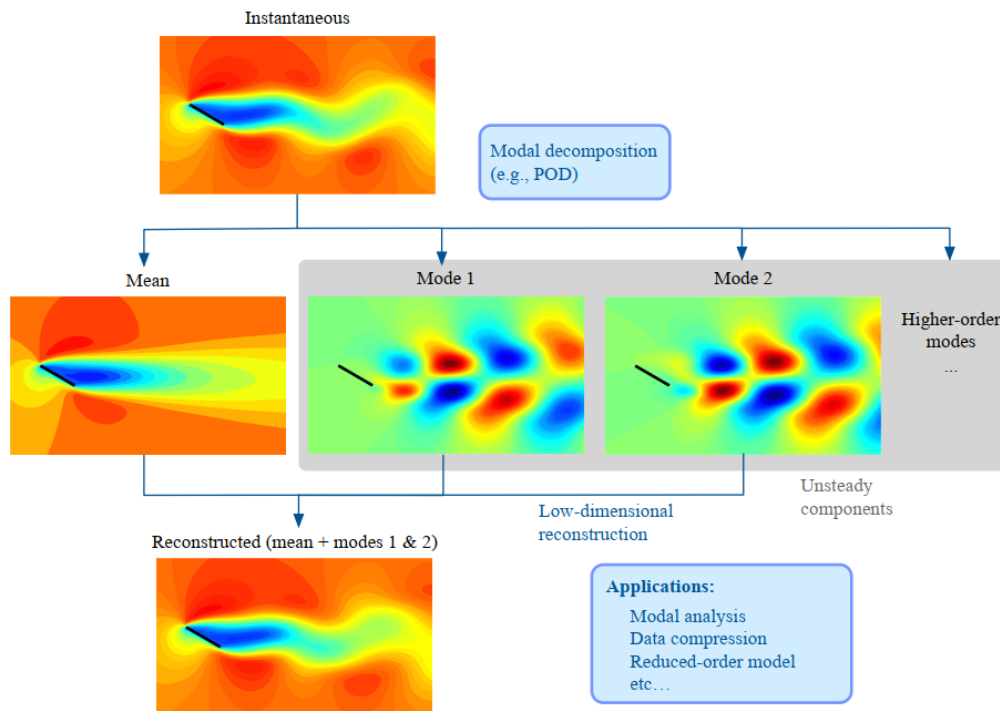 Instantaneous
Modal decomposition
(e.g., POD)
Mean
Mode 1
Mode 2
Higher-order
modes
...
Unsteady
components
Low-dimensional
reconstruction
Reconstructed (mean + modes 1 & 2)
Applications:
Modal analysis
Data compression
Reduced-order model
etc…